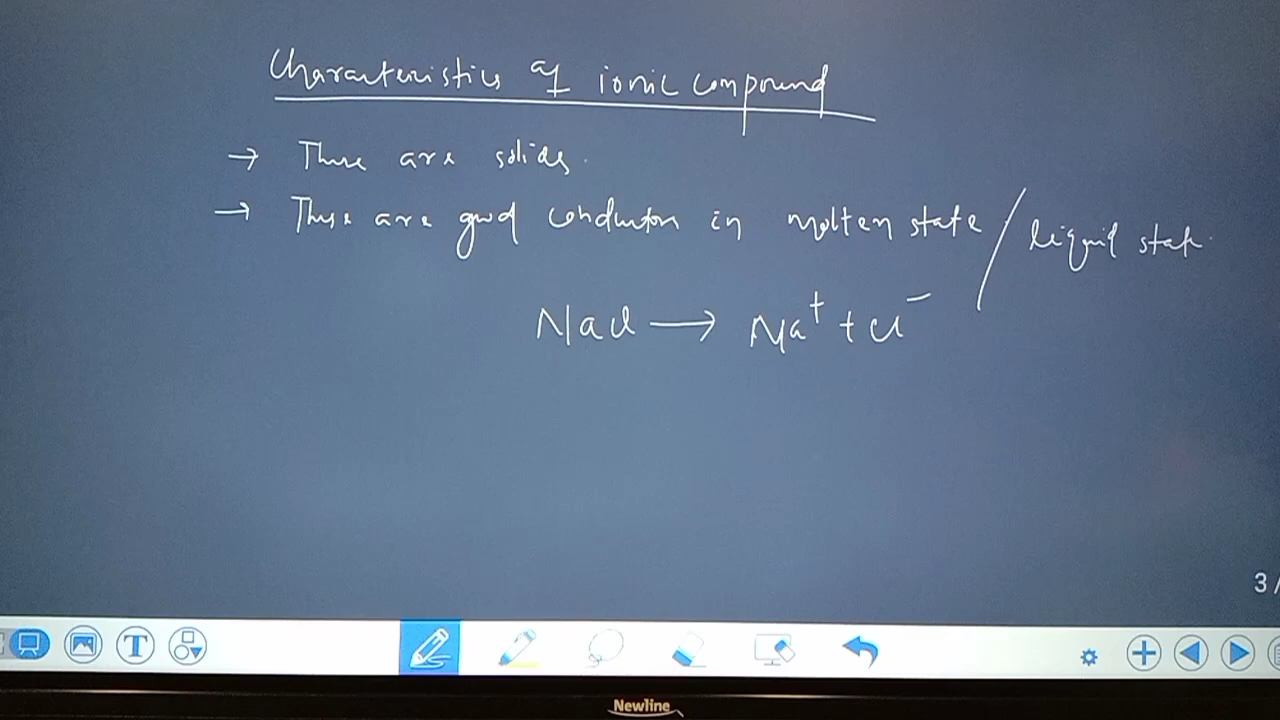 Characteristics of ionic compound
→ These are solids.
→ These are good conductors in molten state / liquid state.
NaCl → Na⁺ + Cl⁻
3/
T
Newline